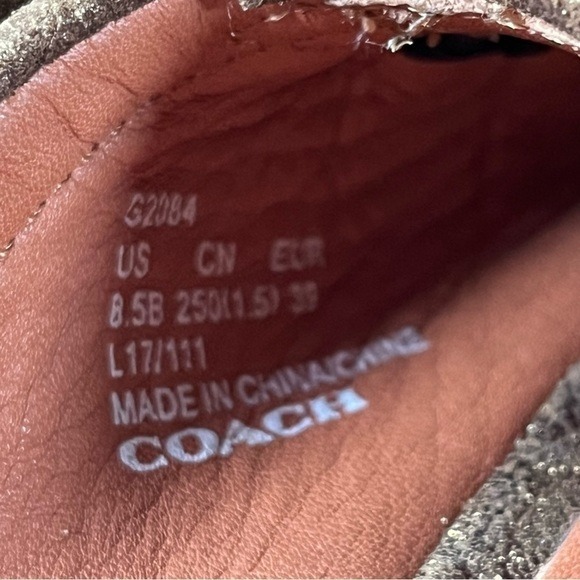 G2084
US CN EUR
8.5B 250(1.5) 39
L17/111
MADE IN CHINA/CHINE
COACH